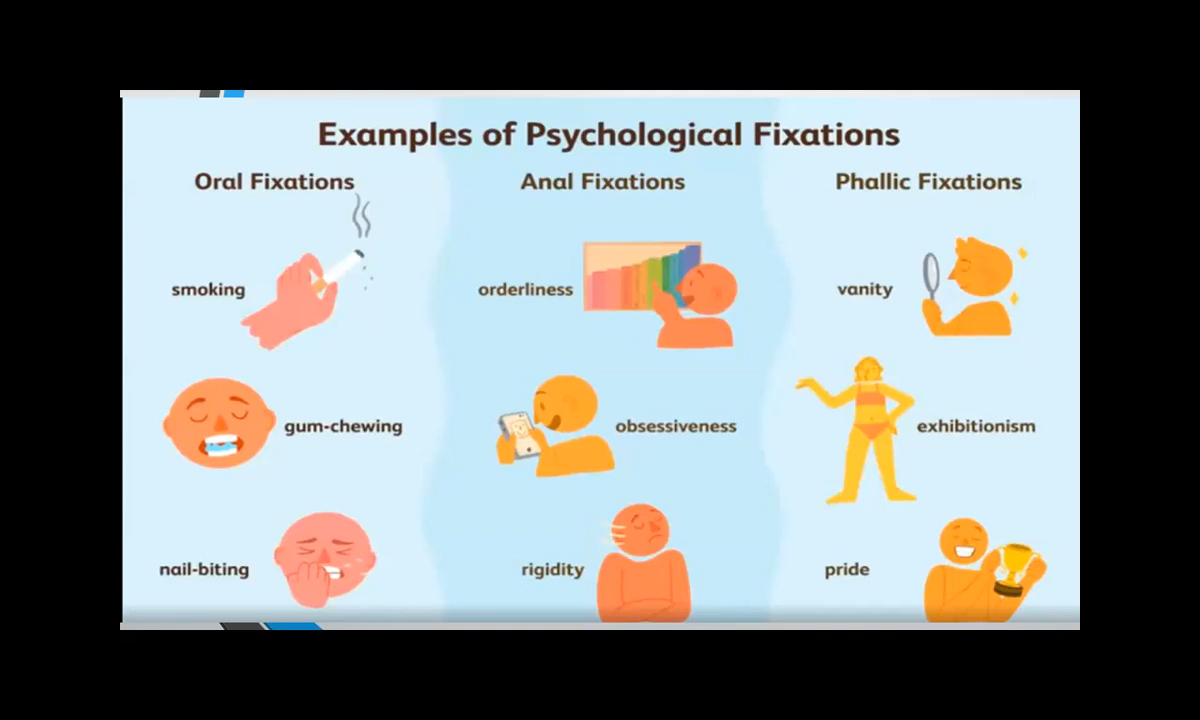 Examples of Psychological Fixations
Oral Fixations
smoking
gum-chewing
nail-biting
Anal Fixations
orderliness
obsessiveness
rigidity
Phallic Fixations
vanity
exhibitionism
pride